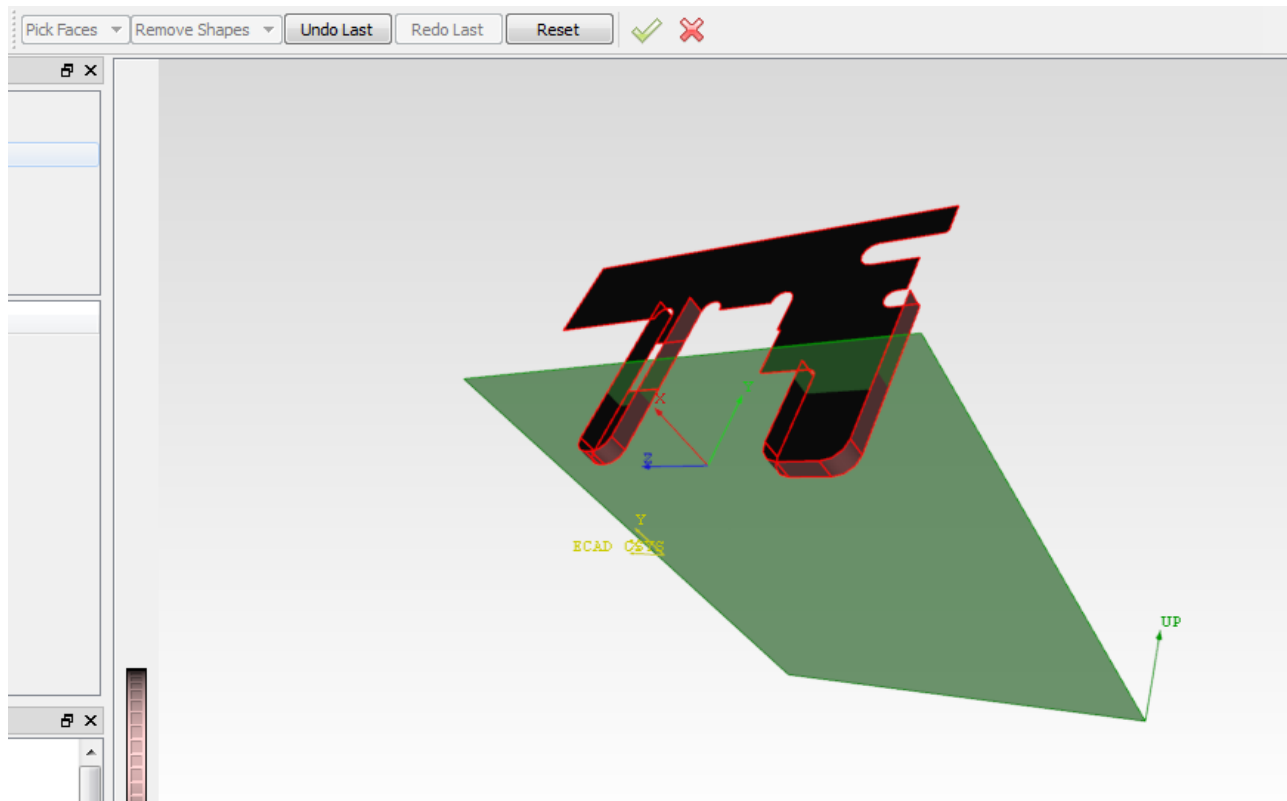 Pick Faces Remove Shapes Undo Last Redo Last Reset
X
Z
Y
ECAD CSYS
UP